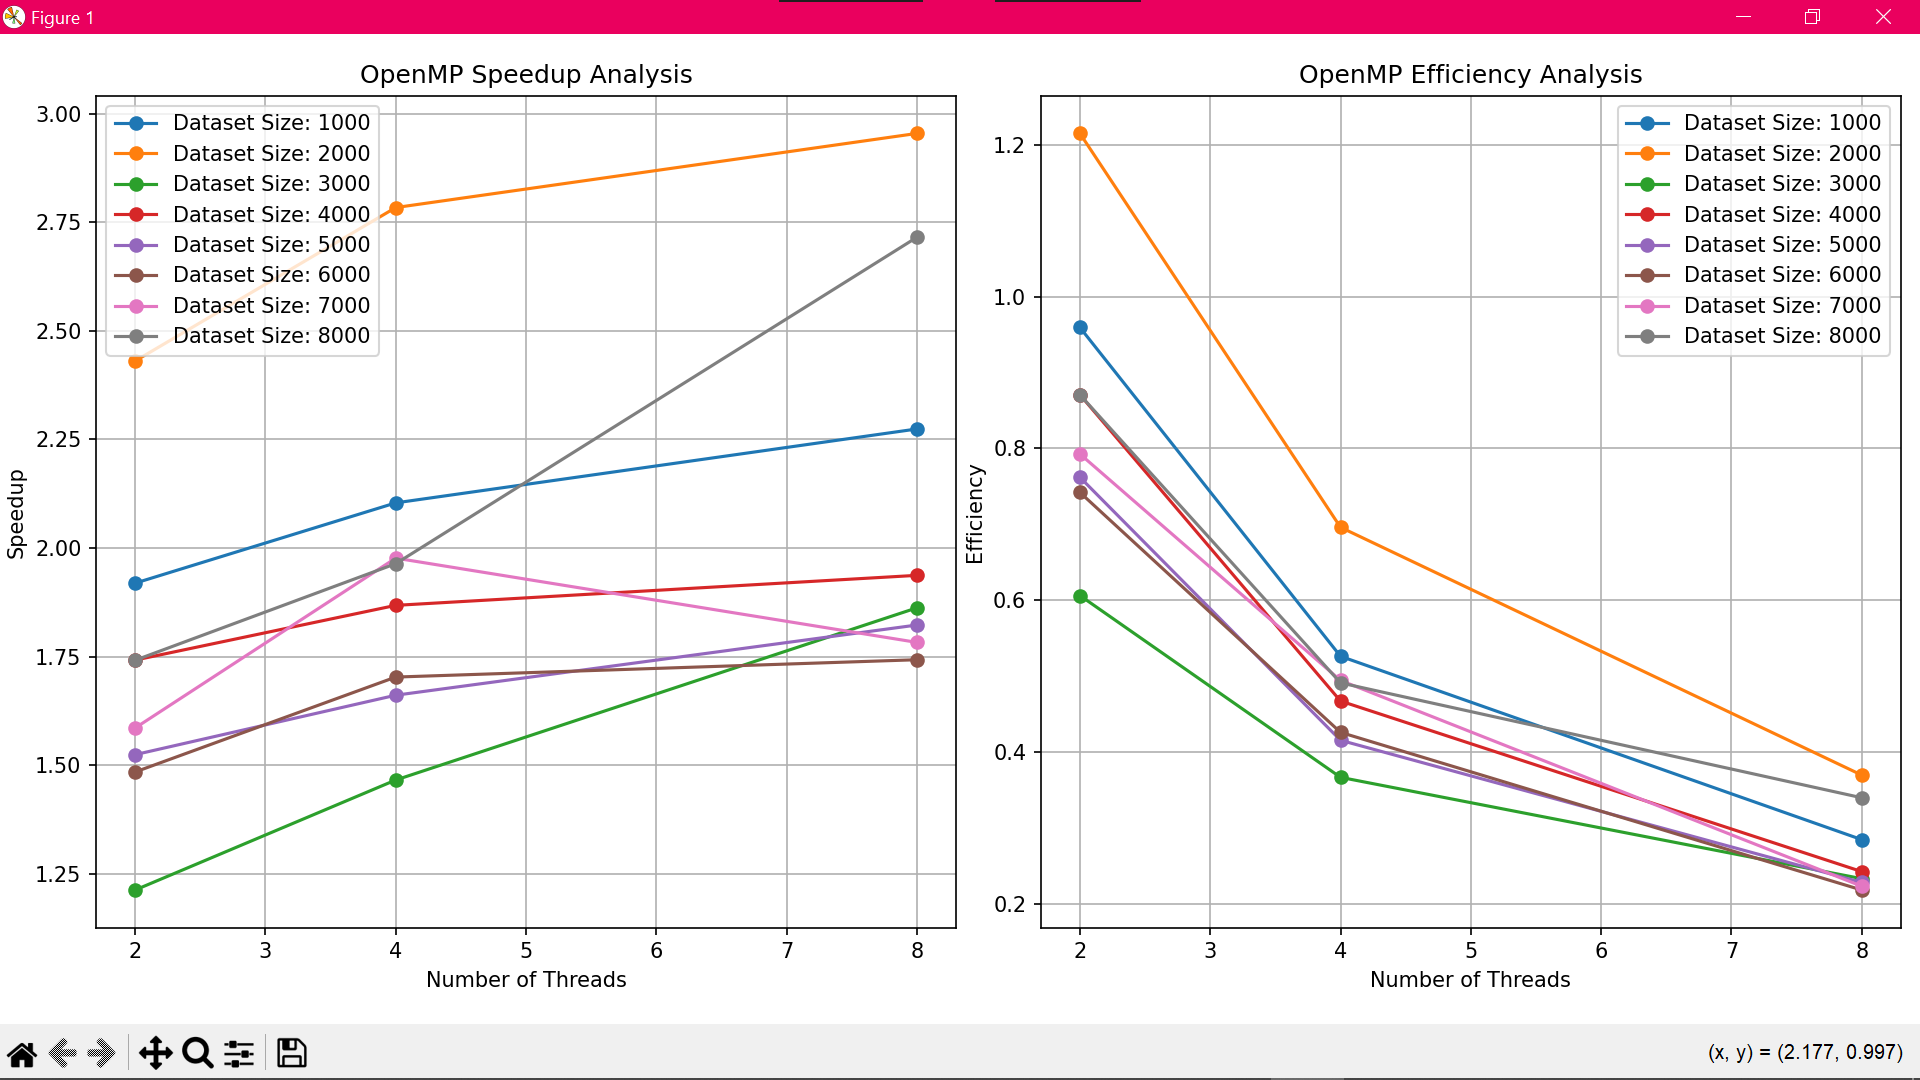 Figure 1
OpenMP Speedup Analysis
3.00
2.75
2.50
2.25
2.00
1.75
1.50
1.25
Speedup
Dataset Size: 1000
Dataset Size: 2000
Dataset Size: 3000
Dataset Size: 4000
Dataset Size: 5000
Dataset Size: 6000
Dataset Size: 7000
Dataset Size: 8000
2 3 4 5 6 7 8
Number of Threads
OpenMP Efficiency Analysis
1.2
1.0
0.8
0.6
0.4
0.2
Efficiency
Dataset Size: 1000
Dataset Size: 2000
Dataset Size: 3000
Dataset Size: 4000
Dataset Size: 5000
Dataset Size: 6000
Dataset Size: 7000
Dataset Size: 8000
2 3 4 5 6 7 8
Number of Threads
(x, y) = (2.177, 0.997)